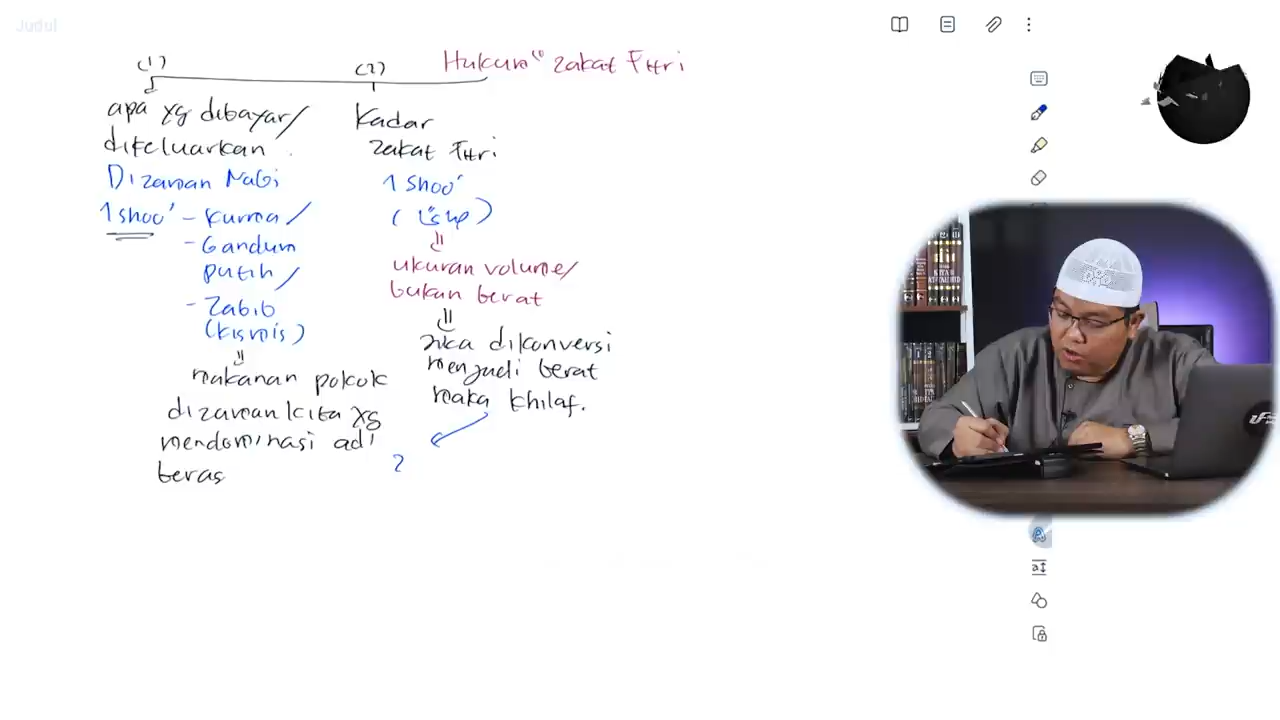 Judul
Hukum² Zakat Fitri
(1)
apa yg dibayar/
dikeluarkan.
Dizaman Nabi
1 shoo' - Kurma/
- Gandum
putih/
- Zabib
(kismis)
makanan pokok
dizaman kita yg
mendominasi adl
beras
(2)
Kadar
Zakat Fitri
1 Shoo'
ukuran volume/
bukan berat
Jika dikonversi
menjadi berat
maka khilaf.
2